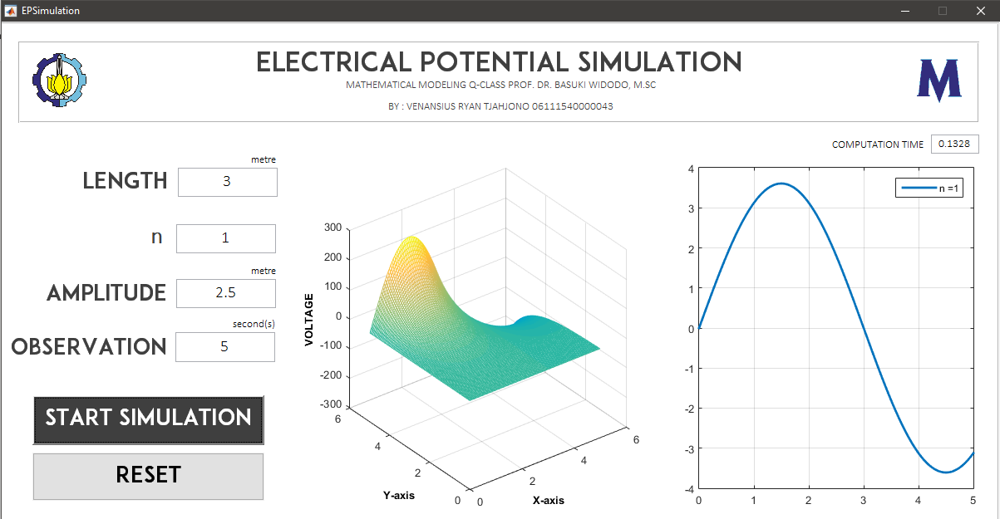 EPSimulation
ELECTRICAL POTENTIAL SIMULATION
MATHEMATICAL MODELING Q-CLASS PROF. DR. BASUKI WIDODO, M.SC
BY : VENANSIUS RYAN TJAHJONO 06111540000043
M
COMPUTATION TIME 0.1328
metre
LENGTH 3
n 1
metre
AMPLITUDE 2.5
second(s)
OBSERVATION 5
START SIMULATION
RESET
300
200
100
0
-100
-200
-300
VOLTAGE
6
4
2
0
Y-axis
0
2
4
6
X-axis
n =1
4
3
2
1
0
-1
-2
-3
-4
0 1 2 3 4 5